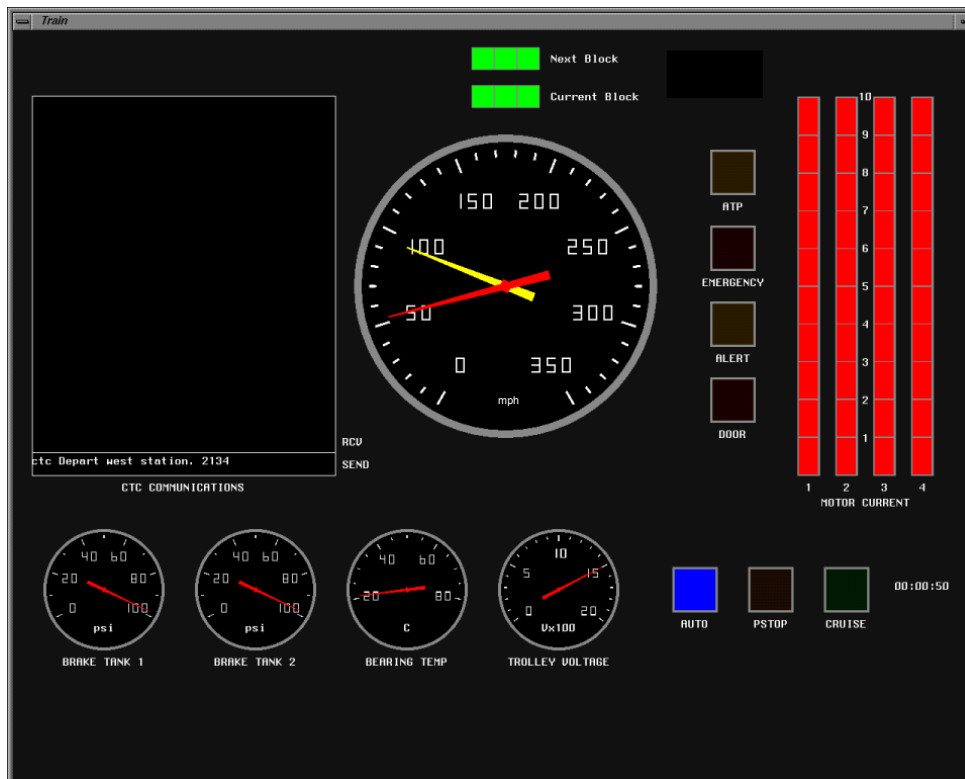 Train
Next Block
Current Block
10
9
8
7
6
5
4
3
2
1
150 200
100 250
50 300
0 350
mph
ATP
EMERGENCY
ALERT
DOOR
RCV
ctc Depart west station. 2134
SEND
CTC COMMUNICATIONS
1 2 3 4
MOTOR CURRENT
40 60
20 80
0 100
psi
BRAKE TANK 1
40 60
20 80
0 100
psi
BRAKE TANK 2
40 60
20 80
C
BEARING TEMP
10
5 15
0 20
Vx100
TROLLEY VOLTAGE
AUTO
PSTOP
CRUISE
00:00:50